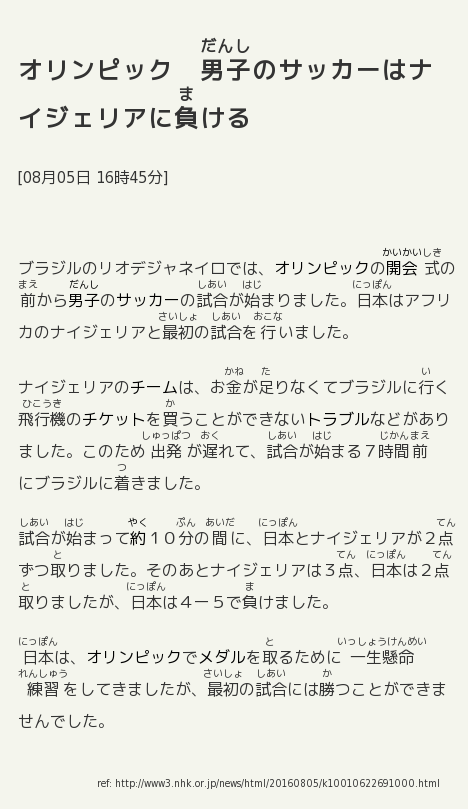 オリンピック　男子のサッカーはナ
イジェリアに負ける
[08月05日 16時45分]
ブラジルのリオデジャネイロでは、オリンピックの開会式の
前から男子のサッカーの試合が始まりました。日本はアフリ
カのナイジェリアと最初の試合を行いました。
ナイジェリアのチームは、お金が足りなくてブラジルに行く
飛行機のチケットを買うことができないトラブルなどがあり
ました。このため出発が遅れて、試合が始まる７時間前
にブラジルに着きました。
試合が始まって約１０分の間に、日本とナイジェリアが２点
ずつ取りました。そのあとナイジェリアは３点、日本は２点
取りましたが、日本は４ー５で負けました。
日本は、オリンピックでメダルを取るために一生懸命
練習をしてきましたが、最初の試合には勝つことができま
せんでした。
ref: http://www3.nhk.or.jp/news/html/20160805/k10010622691000.html